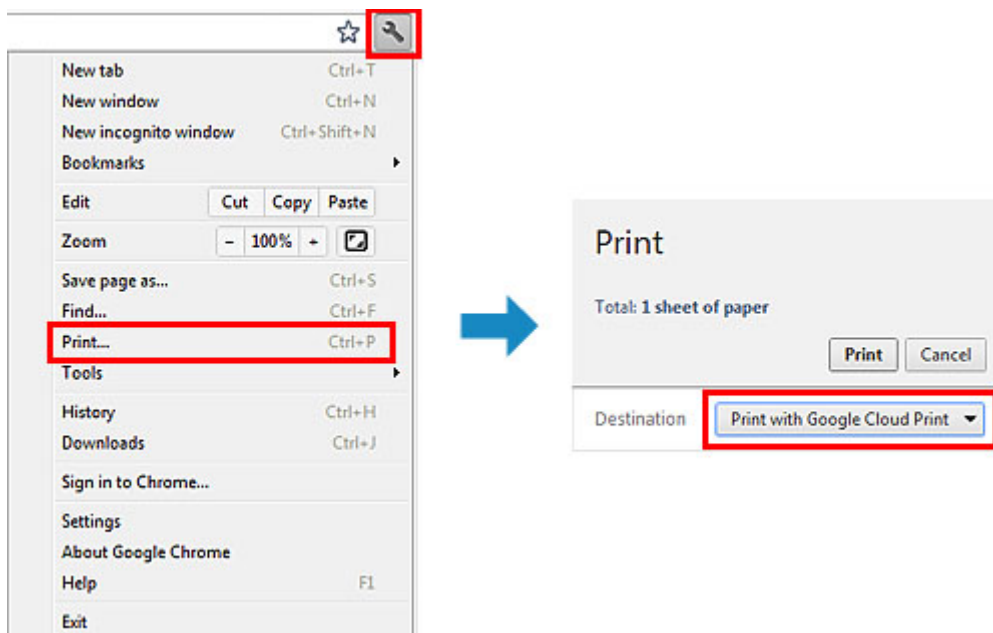 New tab Ctrl+T
New window Ctrl+N
New incognito window Ctrl+Shift+N
Bookmarks
Edit Cut Copy Paste
Zoom - 100% +
Save page as... Ctrl+S
Find... Ctrl+F
Print... Ctrl+P
Tools
History Ctrl+H
Downloads Ctrl+J
Sign in to Chrome...
Settings
About Google Chrome
Help F1
Exit
Print
Total: 1 sheet of paper
Print Cancel
Destination Print with Google Cloud Print